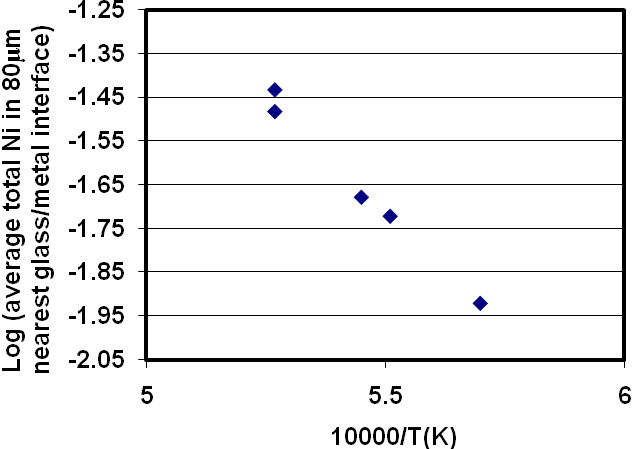 Log (average total Ni in 80μm
nearest glass/metal interface)
-1.25
-1.35
-1.45
-1.55
-1.65
-1.75
-1.85
-1.95
-2.05
5 5.5 6
10000/T(K)